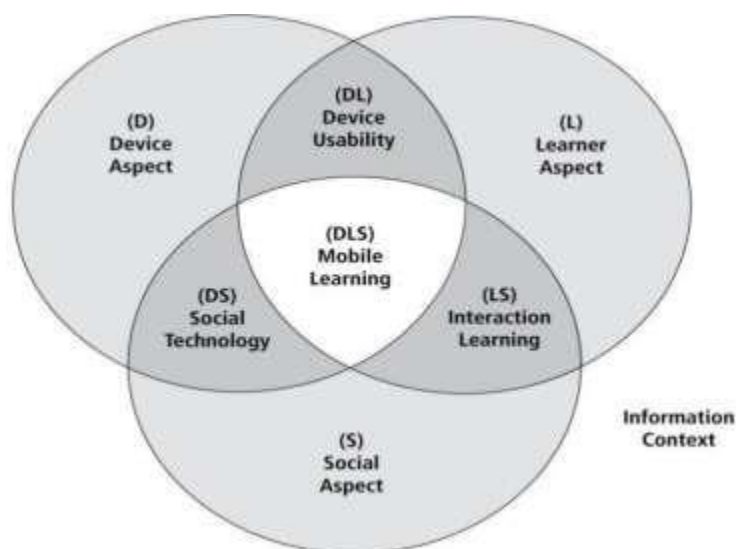 (D)
Device
Aspect
(DL)
Device
Usability
(L)
Learner
Aspect
(DLS)
Mobile
Learning
(DS)
Social
Technology
(LS)
Interaction
Learning
(S)
Social
Aspect
Information
Context